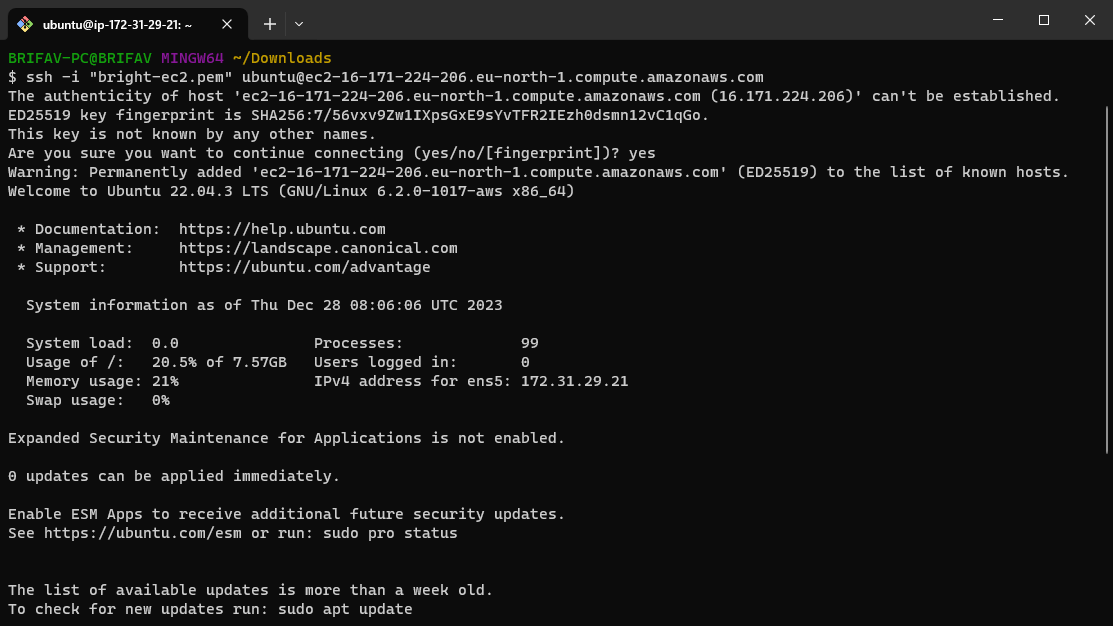 ubuntu@ip-172-31-29-21: ~
BRIFAV-PC@BRIFAV MINGW64 ~/Downloads
$ ssh -i "bright-ec2.pem" ubuntu@ec2-16-171-224-206.eu-north-1.compute.amazonaws.com
The authenticity of host 'ec2-16-171-224-206.eu-north-1.compute.amazonaws.com (16.171.224.206)' can't be established.
ED25519 key fingerprint is SHA256:7/56vxv9Zw1IXpsGxE9sYvTFR2IEzh0dsmn12vC1qGo.
This key is not known by any other names.
Are you sure you want to continue connecting (yes/no/[fingerprint])? yes
Warning: Permanently added 'ec2-16-171-224-206.eu-north-1.compute.amazonaws.com' (ED25519) to the list of known hosts.
Welcome to Ubuntu 22.04.3 LTS (GNU/Linux 6.2.0-1017-aws x86_64)
* Documentation:  https://help.ubuntu.com
* Management:     https://landscape.canonical.com
* Support:        https://ubuntu.com/advantage
System information as of Thu Dec 28 08:06:06 UTC 2023
System load:  0.0               Processes:             99
Usage of /:   20.5% of 7.57GB   Users logged in:       0
Memory usage: 21%               IPv4 address for ens5: 172.31.29.21
Swap usage:   0%
Expanded Security Maintenance for Applications is not enabled.
0 updates can be applied immediately.
Enable ESM Apps to receive additional future security updates.
See https://ubuntu.com/esm or run: sudo pro status
The list of available updates is more than a week old.
To check for new updates run: sudo apt update